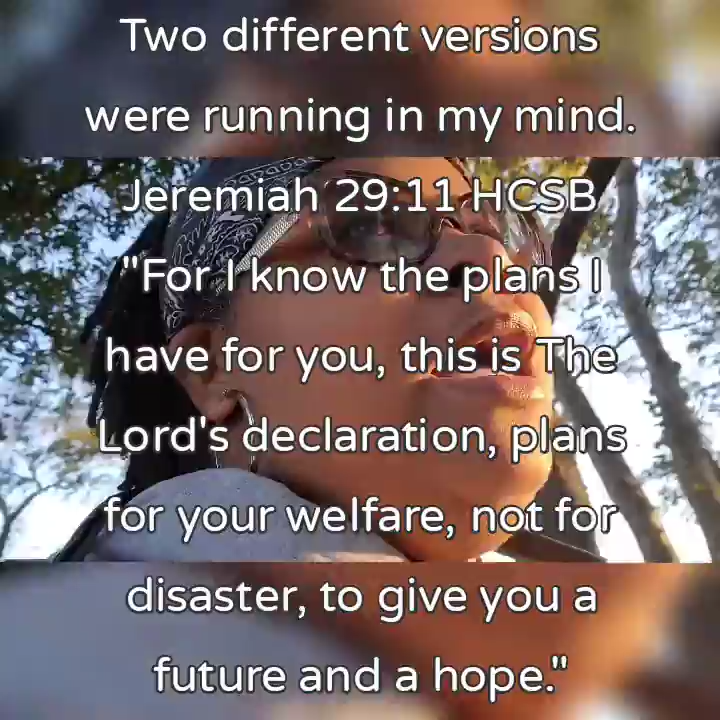 Two different versions
were running in my mind.
Jeremiah 29:11 HCSB
"For I know the plans I
have for you, this is The
Lord's declaration, plans
for your welfare, not for
disaster, to give you a
future and a hope."